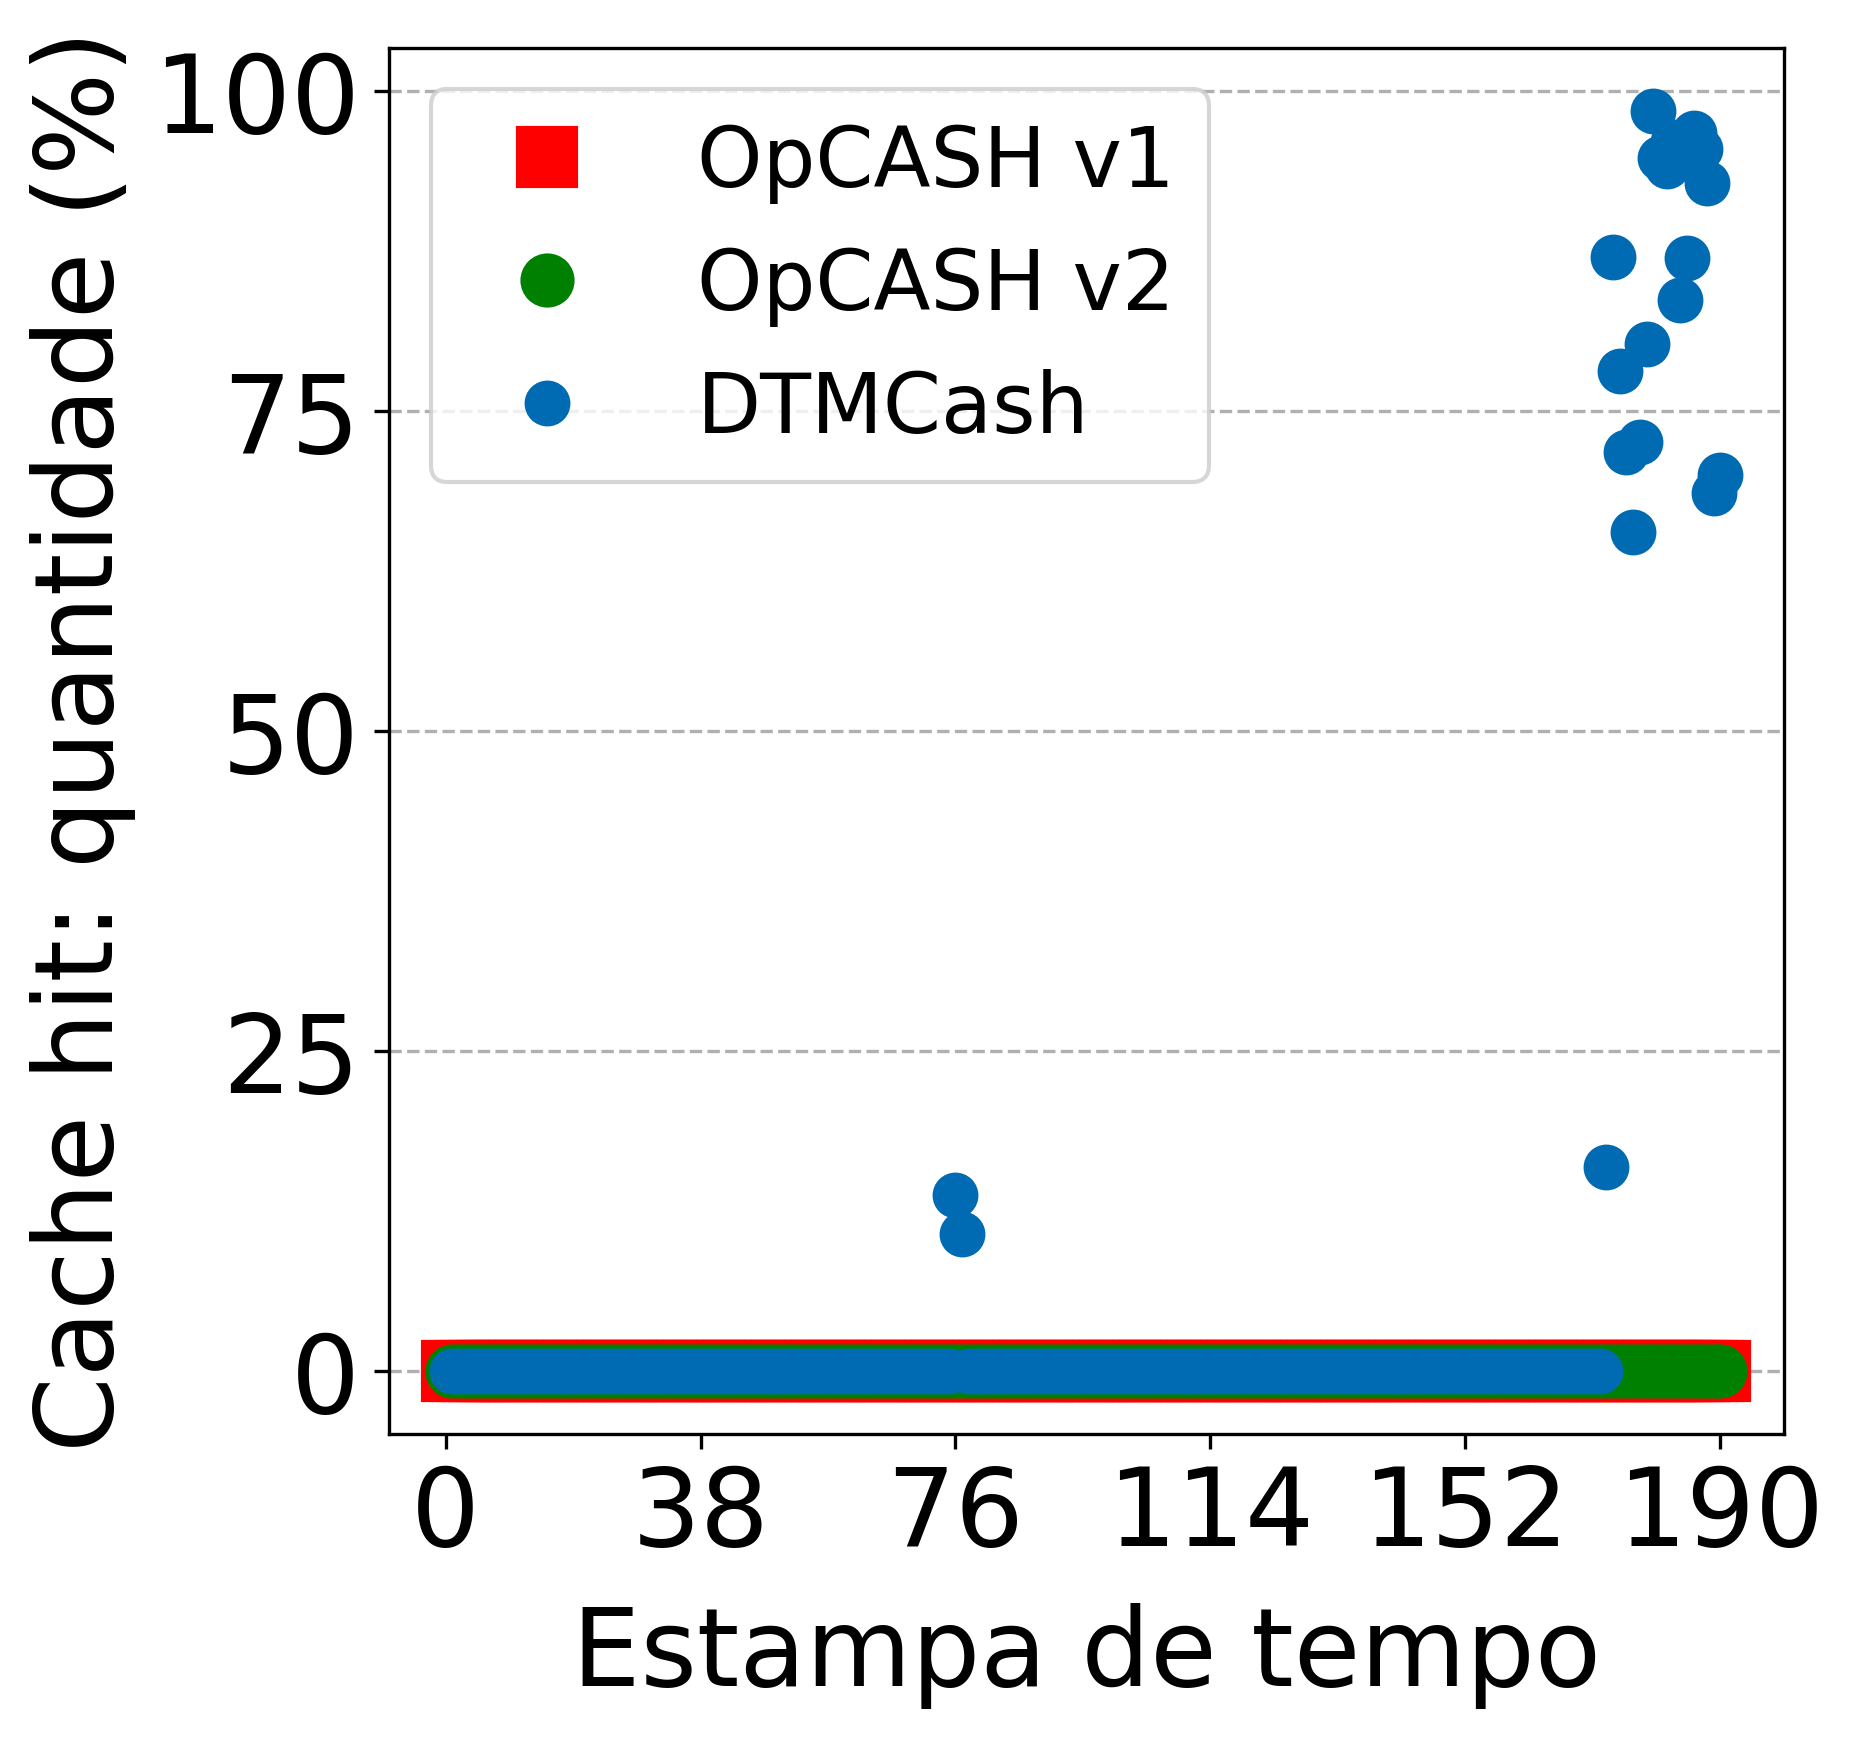 Cache hit: quantidade (%)
100
75
50
25
0
OpCASH v1
OpCASH v2
DTMCash
0 38 76 114 152 190
Estampa de tempo